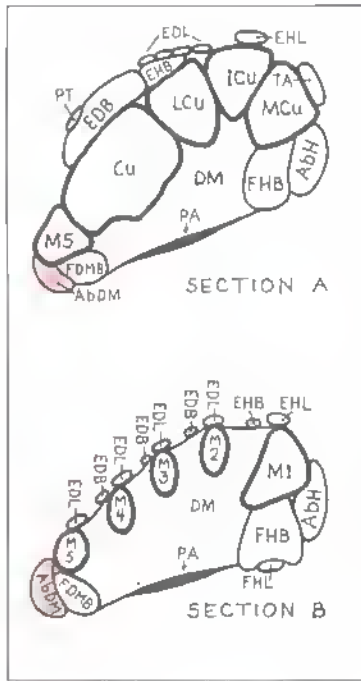 EDL
EHL
PT
EDB
EHB
LCu
ICu
TA
MCu
Cu
DM
FHB
AbH
PA
M5
FDMB
AbDM
SECTION A
EDL
EDB
EDL
EDB
EDL
EDB
EDL
EHB
EHL
M2
M3
M4
M5
M1
DM
AbH
FHB
PA
FHL
AbDM
FDMB
SECTION B